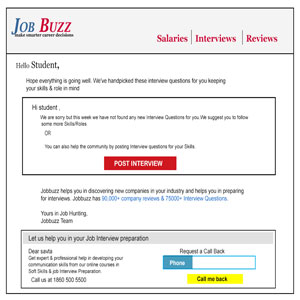 JOB BUZZ
make smarter career decisions
Salaries | Interviews | Reviews
Hello Student,
Hope everything is going well. We've handpicked these interview questions for you keeping
your skills & role in mind
Hi student ,
We are sorry but this week we have not found any new Interview Questions for you.We suggest you to follow
some more Skills/Roles.
OR
You can also help the community by posting Interview questions for your Skills.
POST INTERVIEW
Jobbuzz helps you in discovering new companies in your industry and helps you in preparing
for interviews. Jobbuzz has 90,000+ company reviews & 75000+ Interview Questions.
Yours in Job Hunting,
Jobbuzz Team
Let us help you in your Job Interview preparation
Dear savta
Get expert & professional help in developing your
communication skills from our online courses in
Soft Skills & job Interview Preparation.
Call us at 1860 500 5500
Request a Call Back
Phone
Call me back